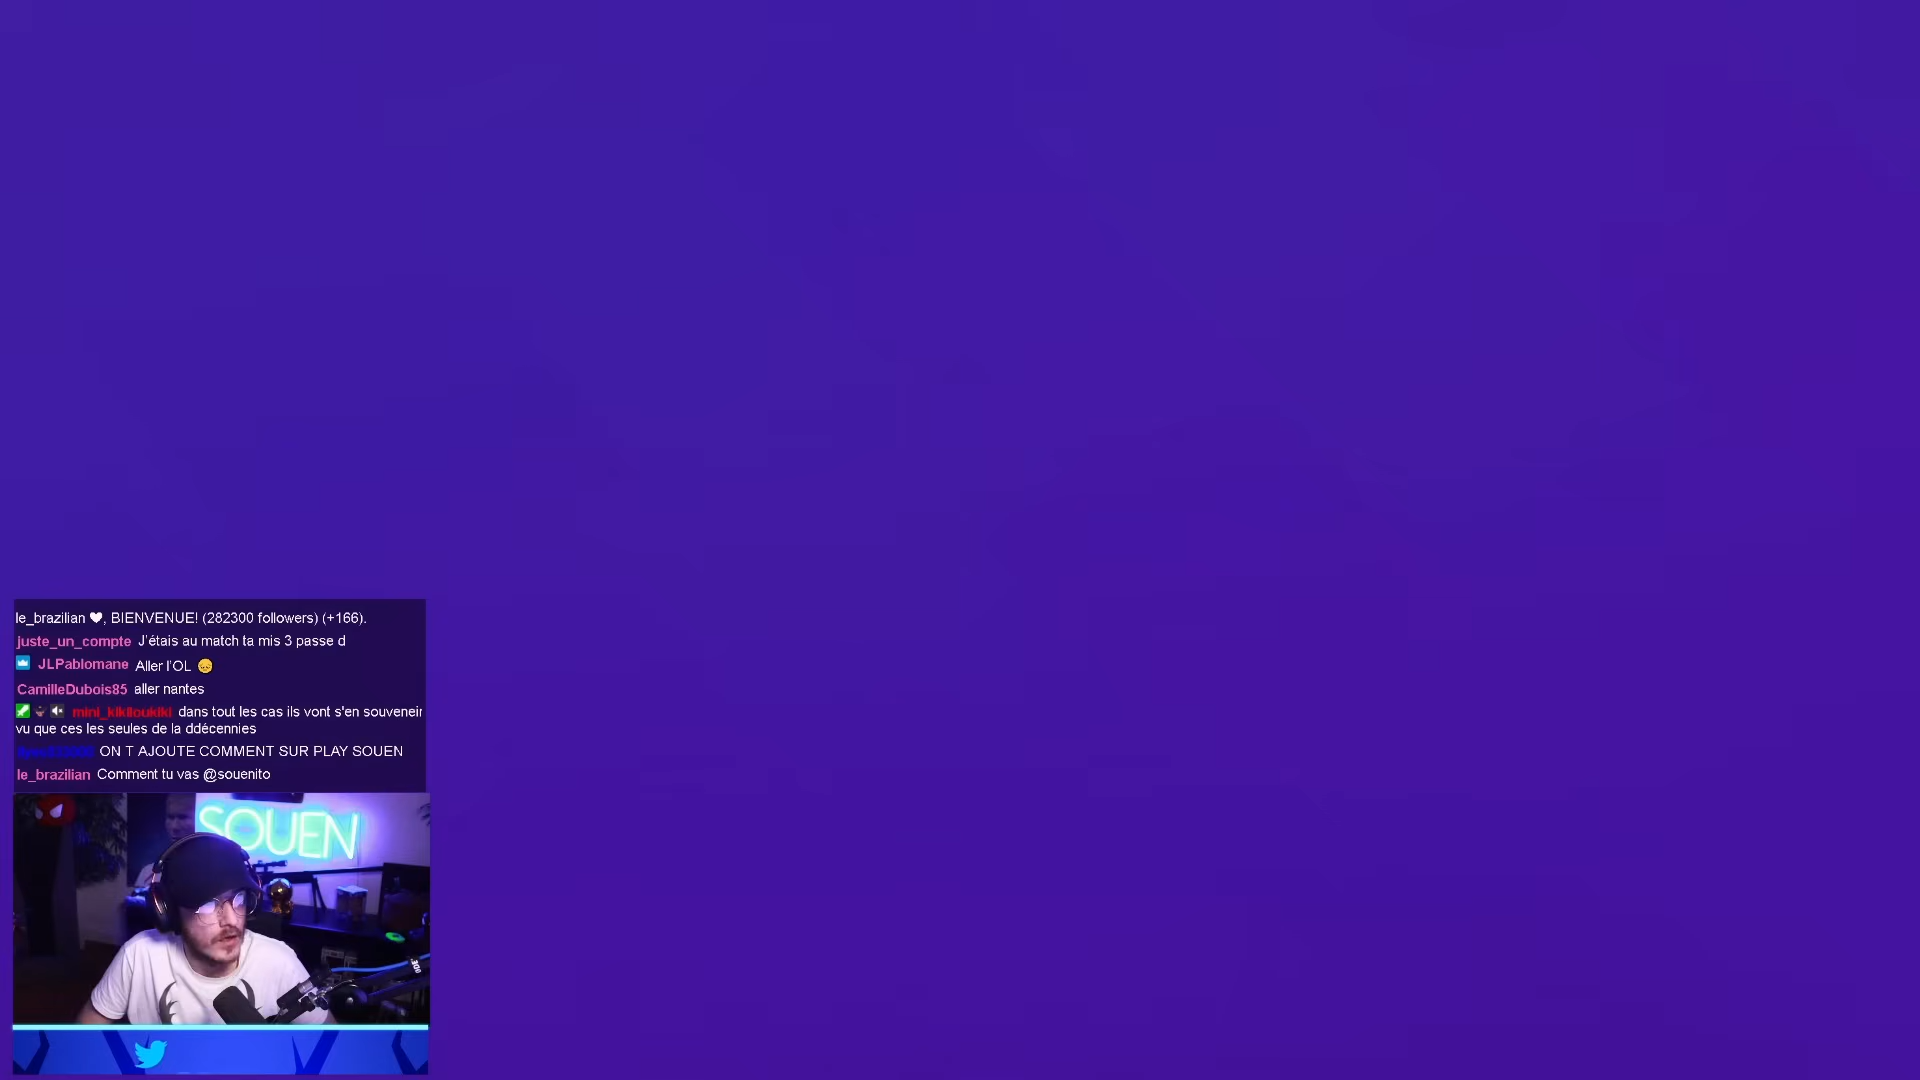 le_brazilian ♥, BIENVENUE! (282300 followers) (+166).
juste_un_compte J'étais au match ta mis 3 passe d
JLPablomane Aller l'OL 😞
CamilleDubois85 aller nantes
dans tout les cas ils vont s'en souveneir
vu que ces les seules de la ddécennies
ON T AJOUTE COMMENT SUR PLAY SOUEN
le_brazilian Comment tu vas @souenito
SOUEN